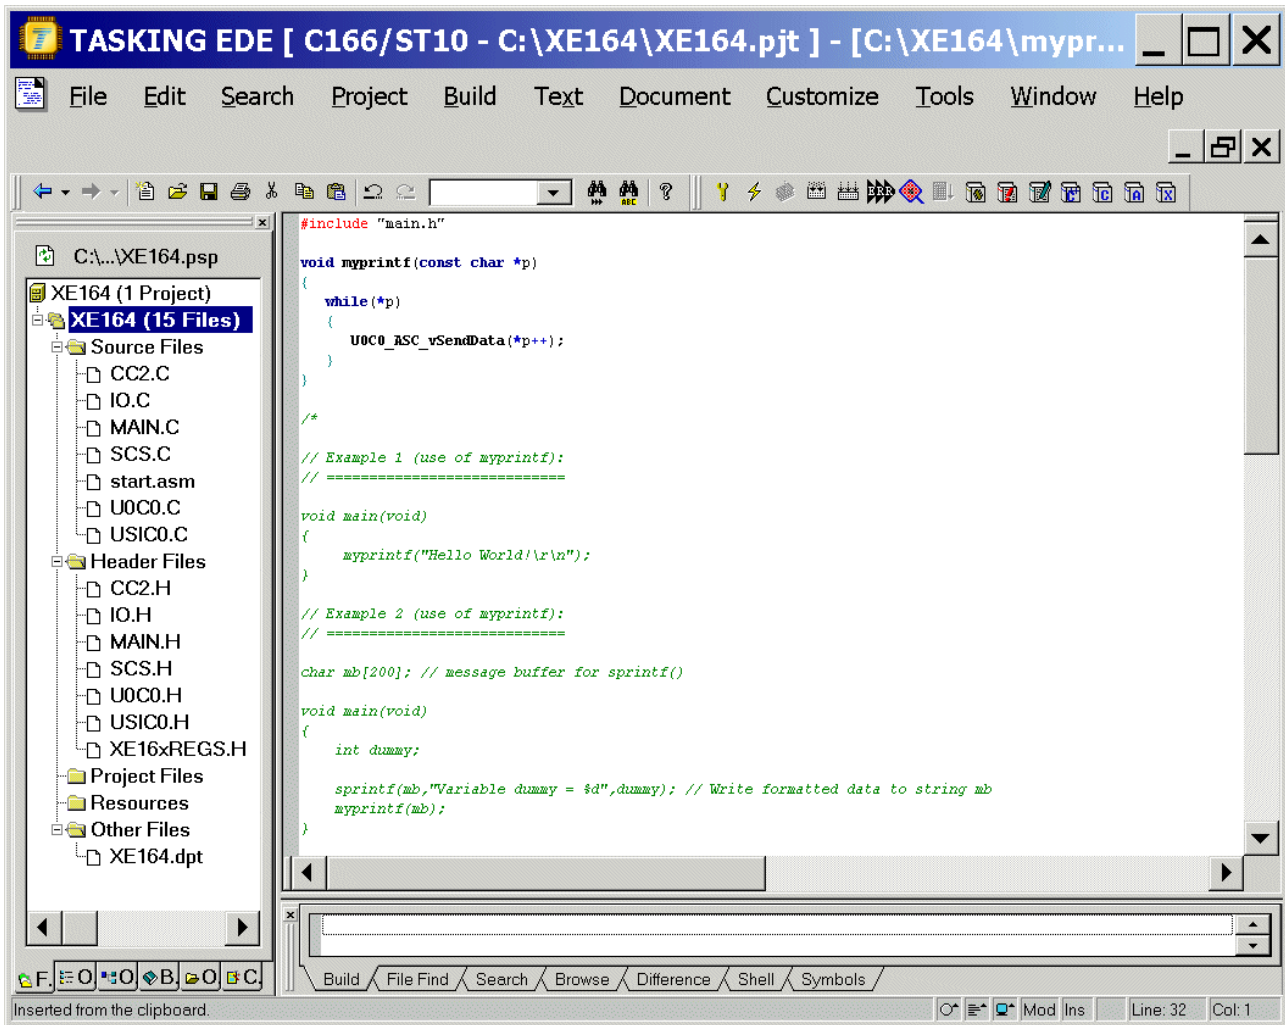 TASKING EDE [ C166/ST10 - C:\XE164\XE164.pjt ] - [C:\XE164\mypr...
File Edit Search Project Build Text Document Customize Tools Window Help
C:\...\XE164.psp
XE164 (1 Project)
XE164 (15 Files)
Source Files
CC2.C
IO.C
MAIN.C
SCS.C
start.asm
U0C0.C
USIC0.C
Header Files
CC2.H
IO.H
MAIN.H
SCS.H
U0C0.H
USIC0.H
XE16xREGS.H
Project Files
Resources
Other Files
XE164.dpt
F. O O B. O C.
#include "main.h"
void myprintf(const char *p)
{
while(*p)
{
U0C0_ASC_vSendData(*p++);
}
}
/*
// Example 1 (use of myprintf):
// ============================
void main(void)
{
myprintf("Hello World!\r\n");
}
// Example 2 (use of myprintf):
// ============================
char mb[200]; // message buffer for sprintf()
void main(void)
{
int dummy;
sprintf(mb,"Variable dummy = %d",dummy); // Write formatted data to string mb
myprintf(mb);
}
Build File Find Search Browse Difference Shell Symbols
Inserted from the clipboard. Mod Ins Line: 32 Col: 1